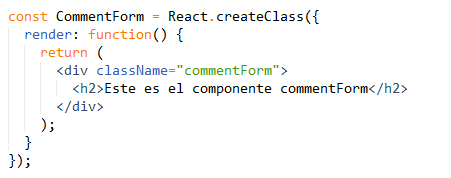 const CommentForm = React.createClass({
  render: function() {
    return (
      <div className="commentForm">
        <h2>Este es el componente commentForm</h2>
      </div>
    );
  }
});